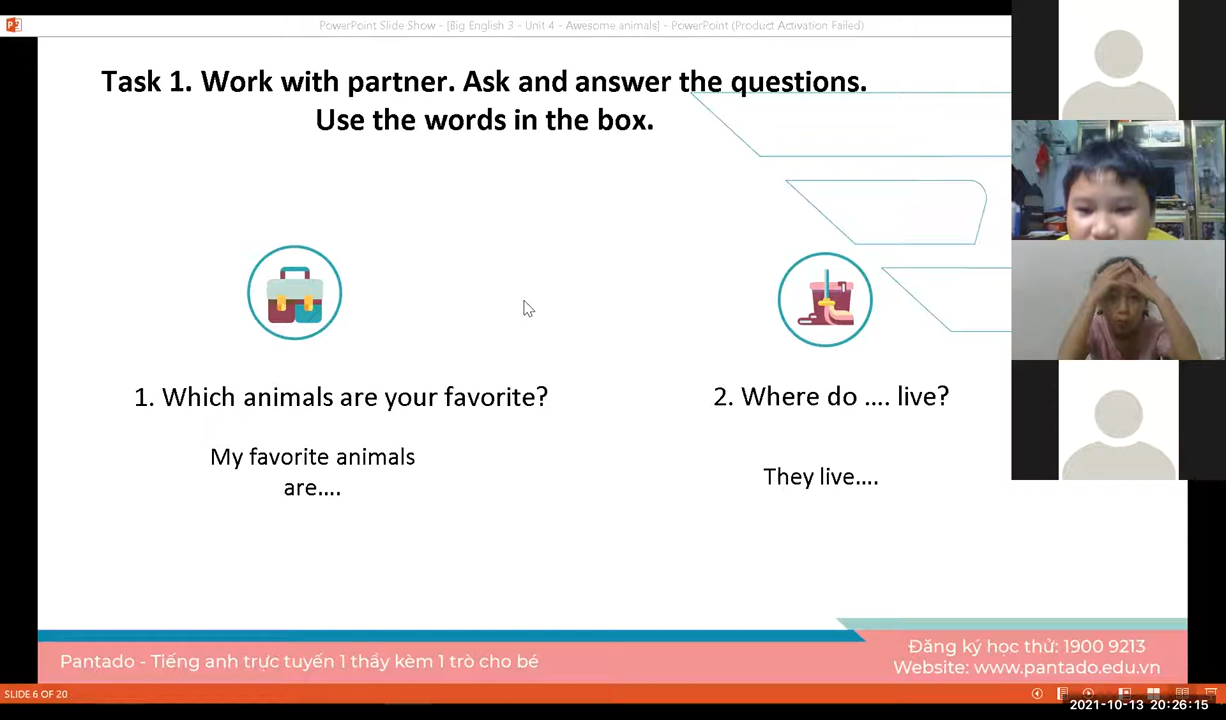 PowerPoint Slide Show - [Big English 3 - Unit 4 - Awesome animals] - PowerPoint (Product Activation Failed)
Task 1. Work with partner. Ask and answer the questions.
Use the words in the box.
1. Which animals are your favorite?
My favorite animals
are....
2. Where do .... live?
They live....
Pantado - Tiếng anh trực tuyến 1 thầy kèm 1 trò cho bé
Đăng ký học thử: 1900 9213
Website: www.pantado.edu.vn
SLIDE 6 OF 20
2021-10-13 20:26:15